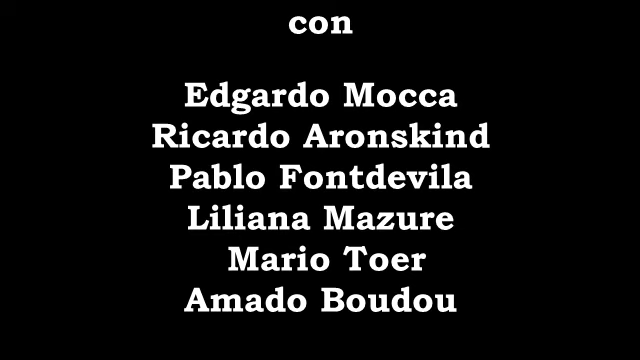 con
Edgardo Mocca
Ricardo Aronskind
Pablo Fontdevila
Liliana Mazure
Mario Toer
Amado Boudou